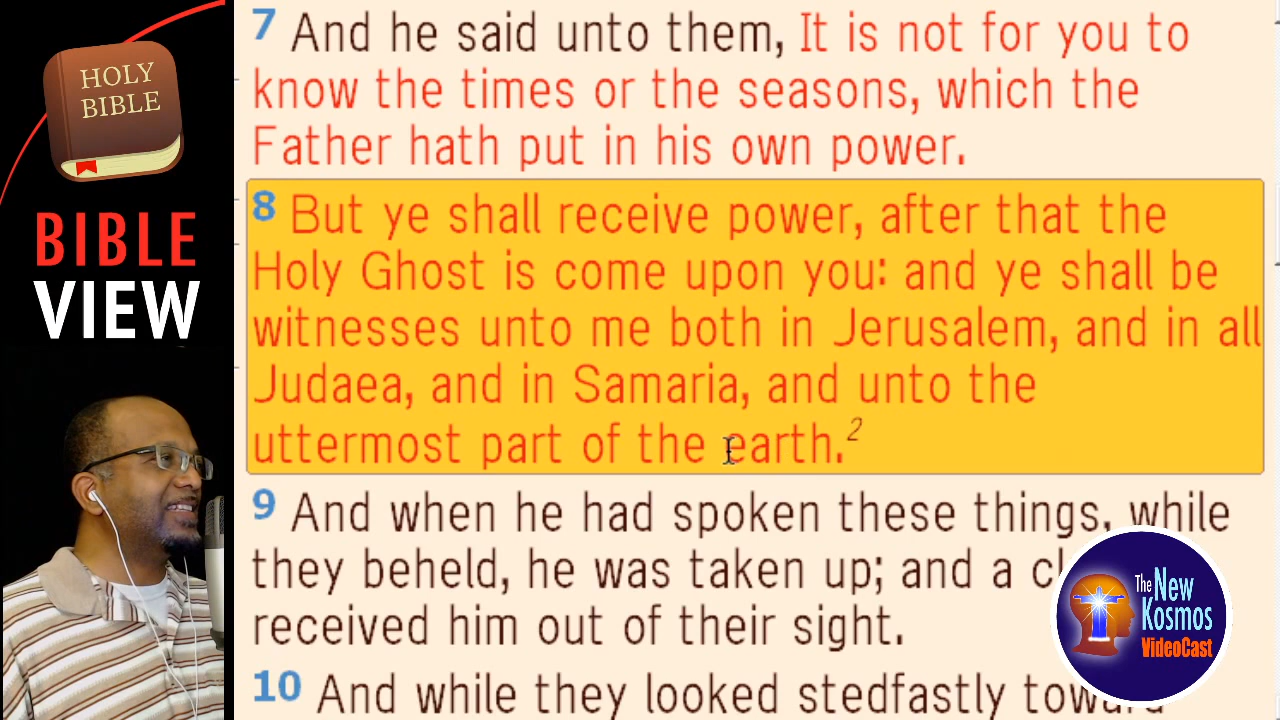 HOLY
BIBLE
BIBLE
VIEW
7 And he said unto them, It is not for you to
know the times or the seasons, which the
Father hath put in his own power.
8 But ye shall receive power, after that the
Holy Ghost is come upon you: and ye shall be
witnesses unto me both in Jerusalem, and in all
Judaea, and in Samaria, and unto the
uttermost part of the earth.2
9 And when he had spoken these things, while
they beheld, he was taken up; and a
received him out of their sight.
10 And while they looked stedfastly toward
The New
Kosmos
VideoCast